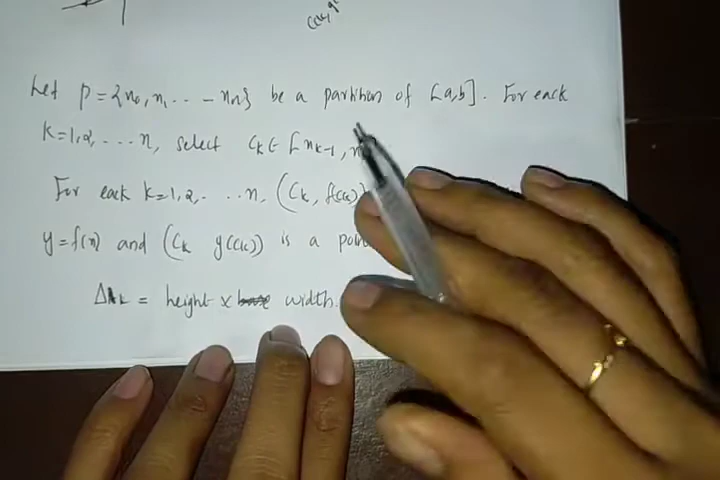 Let P = {x₀, x₁ ... - xₙ} be a partition of [a,b]. For each
k=1,2, ... n, select Cₖ ∈ [xₖ₋₁, x
For each k=1,2, . .. n, (Cₖ, f(Cₖ)
y=f(x) and (Cₖ g(Cₖ)) is a poin
ΔAₖ = height x width.